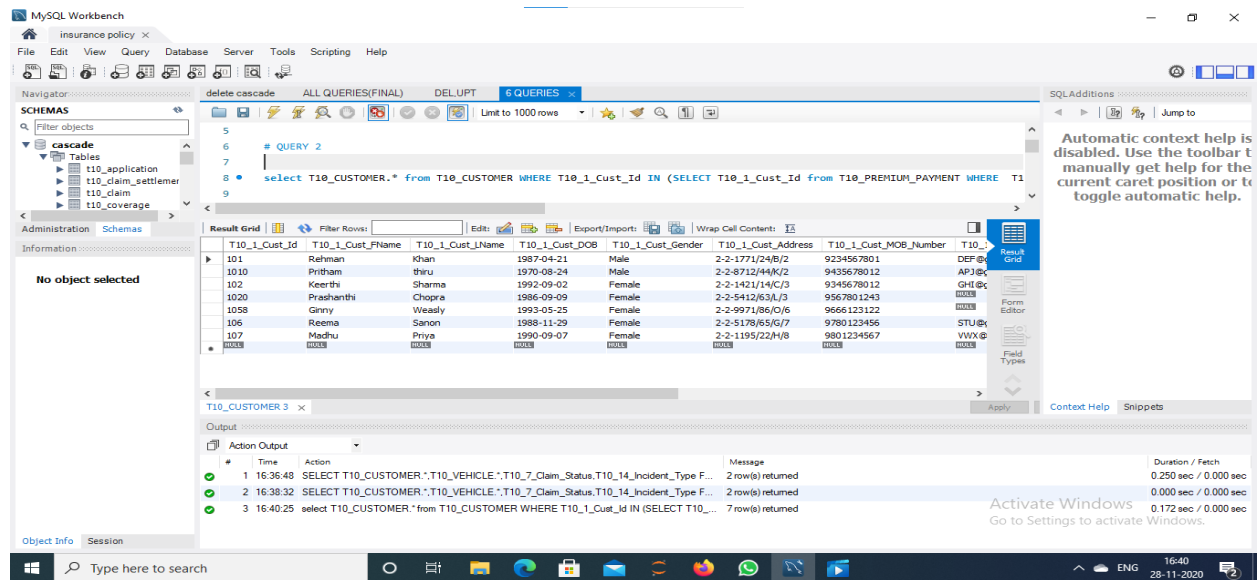 MySQL Workbench
insurance policy ×
File Edit View Query Database Server Tools Scripting Help
Navigator
SCHEMAS
Filter objects
cascade
Tables
t10_application
t10_claim_settlemer
t10_claim
t10_coverage
Administration Schemas
Information
No object selected
Object Info Session
delete cascade ALL QUERIES(FINAL) DEL,UPT 6 QUERIES ×
Limit to 1000 rows
5
6 # QUERY 2
7
8 select T10_CUSTOMER.* from T10_CUSTOMER WHERE T10_1_Cust_Id IN (SELECT T10_1_Cust_Id from T10_PREMIUM_PAYMENT WHERE T1
9
Result Grid Filter Rows: Edit: Export/Import: Wrap Cell Content:
T10_1_Cust_Id T10_1_Cust_FName T10_1_Cust_LName T10_1_Cust_DOB T10_1_Cust_Gender T10_1_Cust_Address T10_1_Cust_MOB_Number T10_:
101 Rehman Khan 1987-04-21 Male 2-2-1771/24/B/2 9234567801 DEF@g
1010 Pritham thiru 1970-08-24 Male 2-2-8712/44/K/2 9435678012 APJ@g
102 Keerthi Sharma 1992-09-02 Female 2-2-1421/14/C/3 9345678012 GHI@g
1020 Prashanthi Chopra 1986-09-09 Female 2-2-5412/63/L/3 9567801243 NULL
1058 Ginny Weasly 1993-05-25 Female 2-2-9971/86/O/6 9666123122 NULL
106 Reema Sanon 1988-11-29 Female 2-2-5178/65/G/7 9780123456 STU@g
107 Madhu Priya 1990-09-07 Female 2-2-1195/22/H/8 9801234567 VWX@
NULL NULL NULL NULL NULL NULL NULL NULL
Result Grid
Form Editor
Field Types
T10_CUSTOMER 3 ×
Apply
Output
Action Output
# Time Action Message Duration / Fetch
1 16:36:48 SELECT T10_CUSTOMER.*,T10_VEHICLE.*,T10_7_Claim_Status,T10_14_Incident_Type F... 2 row(s) returned 0.250 sec / 0.000 sec
2 16:38:32 SELECT T10_CUSTOMER.*,T10_VEHICLE.*,T10_7_Claim_Status,T10_14_Incident_Type F... 2 row(s) returned 0.000 sec / 0.000 sec
3 16:40:25 select T10_CUSTOMER.* from T10_CUSTOMER WHERE T10_1_Cust_Id IN (SELECT T10_... 7 row(s) returned 0.172 sec / 0.000 sec
SQLAdditions
Jump to
Automatic context help is
disabled. Use the toolbar t
manually get help for the
current caret position or to
toggle automatic help.
Context Help Snippets
Activate Windows
Go to Settings to activate Windows.
Type here to search
ENG
16:40
28-11-2020
2